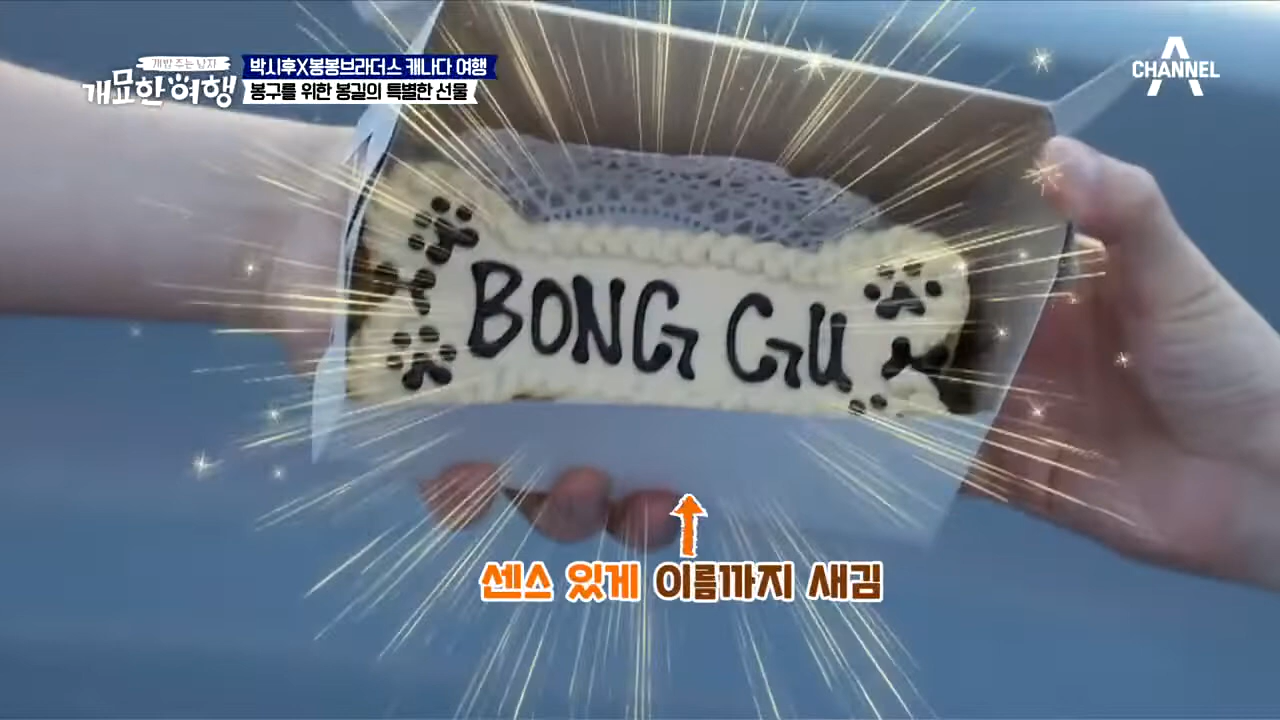 개밥 주는 남자
개묘한 여행
박시후X봉봉브라더스 캐나다 여행
봉구를 위한 봉길의 특별한 선물
A
CHANNEL
BONG GU
센스 있게 이름까지 새김